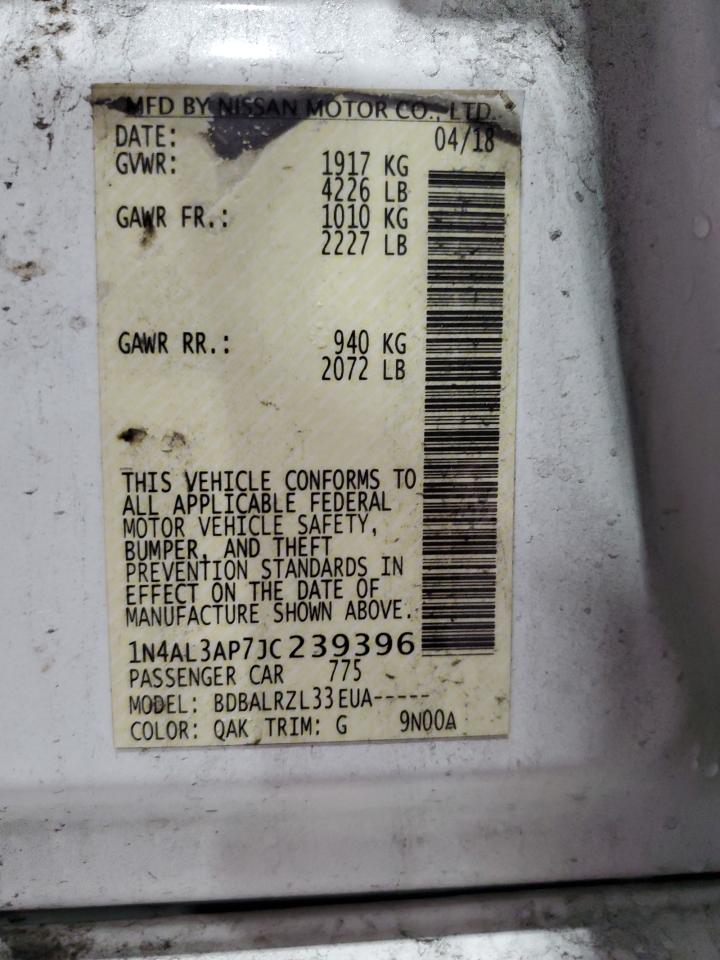 MFD BY NISSAN MOTOR CO., LTD.
DATE: 04/18
GVWR: 1917 KG
4226 LB
GAWR FR.: 1010 KG
2227 LB
GAWR RR.: 940 KG
2072 LB
THIS VEHICLE CONFORMS TO
ALL APPLICABLE FEDERAL
MOTOR VEHICLE SAFETY,
BUMPER, AND THEFT
PREVENTION STANDARDS IN
EFFECT ON THE DATE OF
MANUFACTURE SHOWN ABOVE.
1N4AL3AP7JC239396
PASSENGER CAR 775
MODEL: BDBALRZL33EUA-----
COLOR: QAK TRIM: G 9N00A